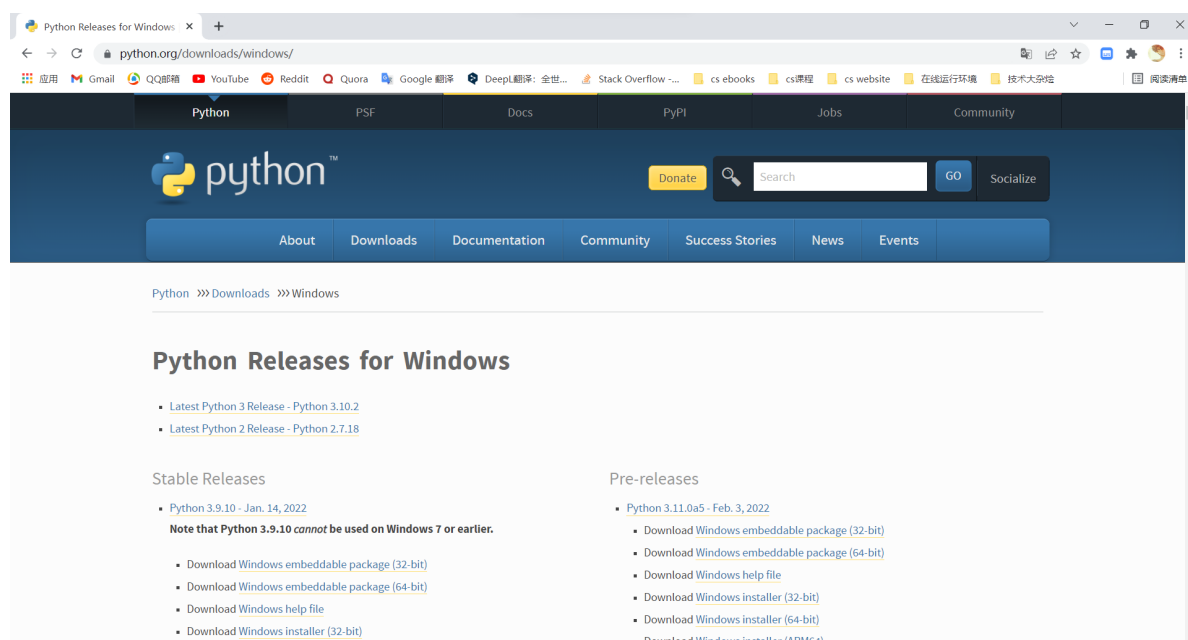 Python Releases for Windows
python.org/downloads/windows/
应用 Gmail QQ邮箱 YouTube Reddit Quora Google 翻译 DeepL翻译：全世... Stack Overflow -... cs ebooks cs课程 cs website 在线运行环境 技术大杂烩 阅读清单
Python PSF Docs PyPI Jobs Community
python™
Donate Search GO Socialize
About Downloads Documentation Community Success Stories News Events
Python >>> Downloads >>> Windows
Python Releases for Windows
Latest Python 3 Release - Python 3.10.2
Latest Python 2 Release - Python 2.7.18
Stable Releases
Python 3.9.10 - Jan. 14, 2022
Note that Python 3.9.10 cannot be used on Windows 7 or earlier.
Download Windows embeddable package (32-bit)
Download Windows embeddable package (64-bit)
Download Windows help file
Download Windows installer (32-bit)
Pre-releases
Python 3.11.0a5 - Feb. 3, 2022
Download Windows embeddable package (32-bit)
Download Windows embeddable package (64-bit)
Download Windows help file
Download Windows installer (32-bit)
Download Windows installer (64-bit)
Download Windows installer (ARM64)